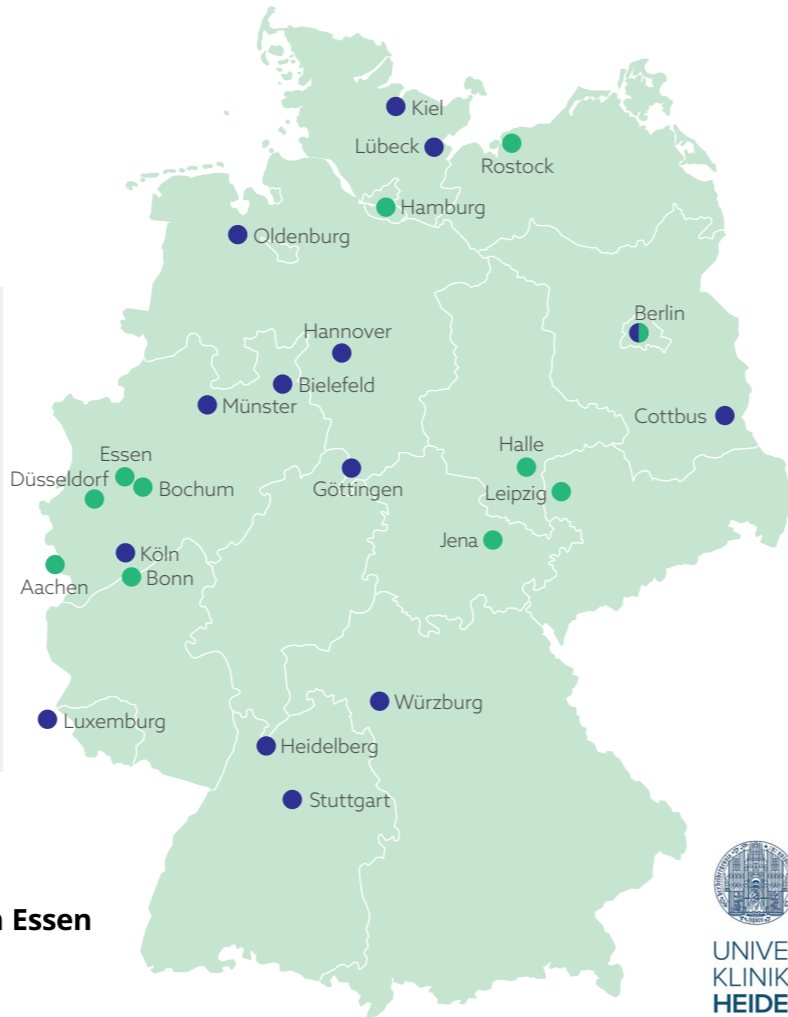 Kiel
Lübeck
Rostock
Hamburg
Oldenburg
Berlin
Hannover
Bielefeld
Münster
Cottbus
Halle
Essen
Düsseldorf
Bochum
Göttingen
Leipzig
Jena
Köln
Bonn
Aachen
Luxemburg
Würzburg
Heidelberg
Stuttgart
Essen
UNIVE
KLINIK
HEIDE